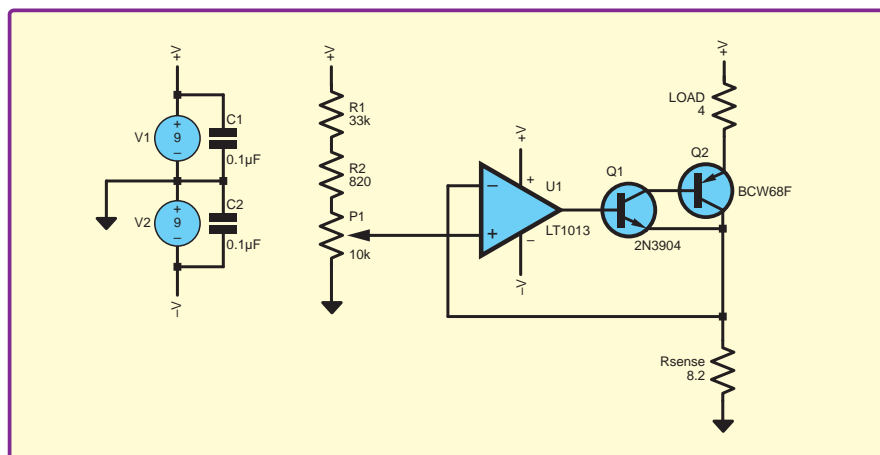 +V
V1
+
9
−
C1
0.1µF
V2
+
9
−
C2
0.1µF
−V
+V
R1
33k
R2
820
P1
10k
+V
−
+
+
−
U1
LT1013
−V
Q1
2N3904
+V
LOAD
4
Q2
BCW68F
Rsense
8.2